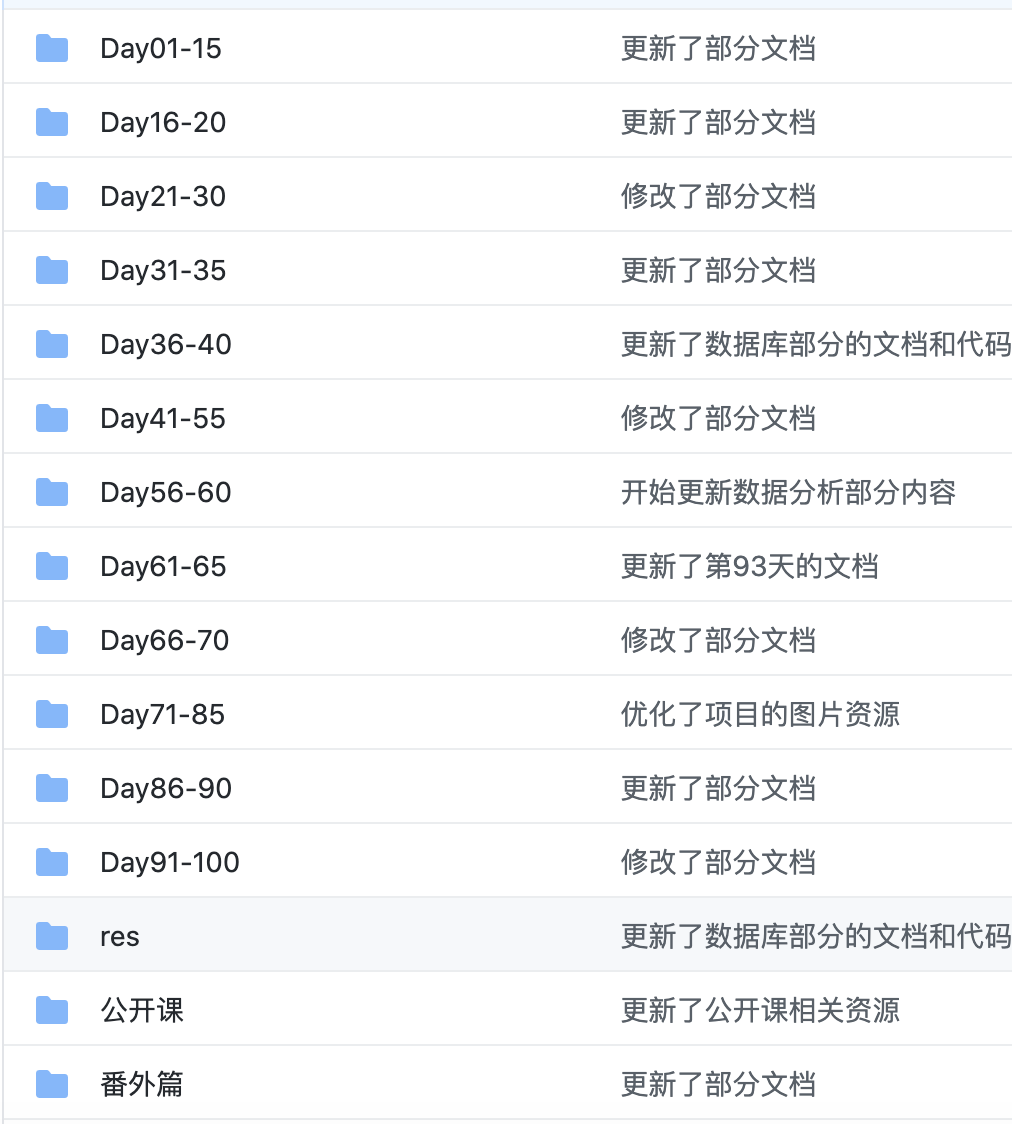 Day01-15 更新了部分文档
Day16-20 更新了部分文档
Day21-30 修改了部分文档
Day31-35 更新了部分文档
Day36-40 更新了数据库部分的文档和代码
Day41-55 修改了部分文档
Day56-60 开始更新数据分析部分内容
Day61-65 更新了第93天的文档
Day66-70 修改了部分文档
Day71-85 优化了项目的图片资源
Day86-90 更新了部分文档
Day91-100 修改了部分文档
res 更新了数据库部分的文档和代码
公开课 更新了公开课相关资源
番外篇 更新了部分文档